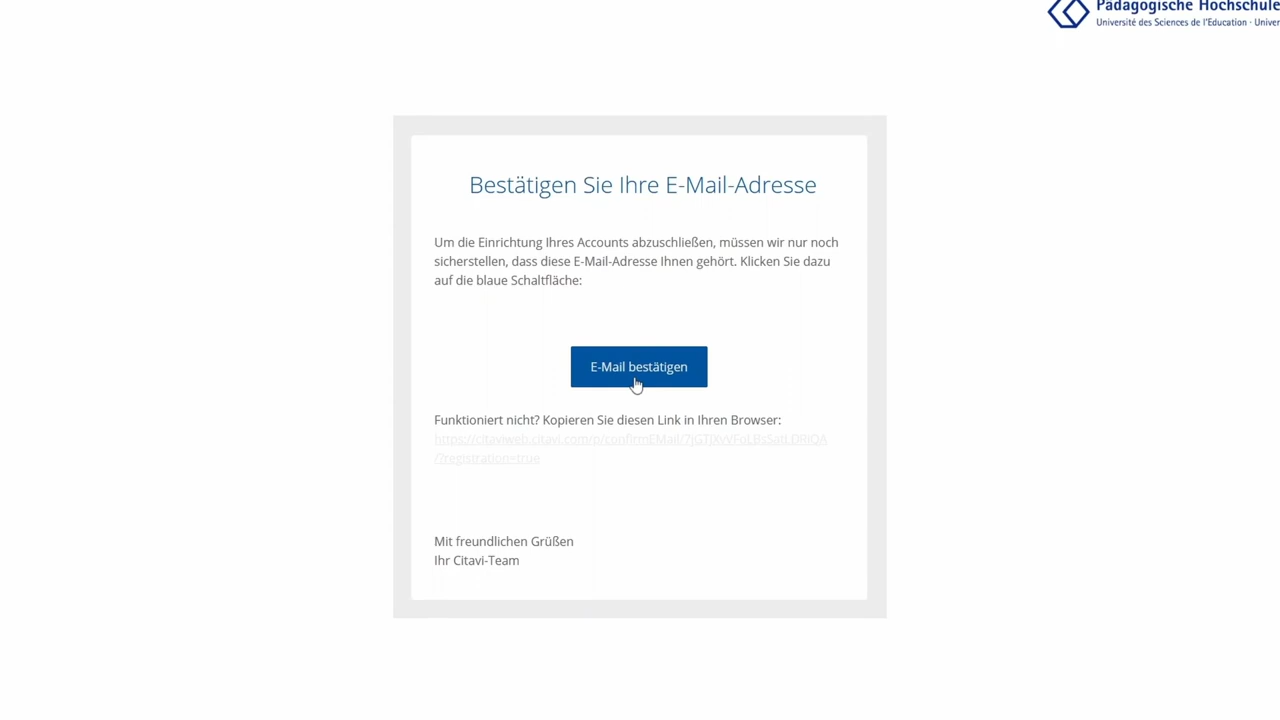 Pädagogische Hochschule
Université des Sciences de l'Education · Univer
Bestätigen Sie Ihre E-Mail-Adresse
Um die Einrichtung Ihres Accounts abzuschließen, müssen wir nur noch
sicherstellen, dass diese E-Mail-Adresse Ihnen gehört. Klicken Sie dazu
auf die blaue Schaltfläche:
E-Mail bestätigen
Funktioniert nicht? Kopieren Sie diesen Link in Ihren Browser:
/?registration=true
Mit freundlichen Grüßen
Ihr Citavi-Team